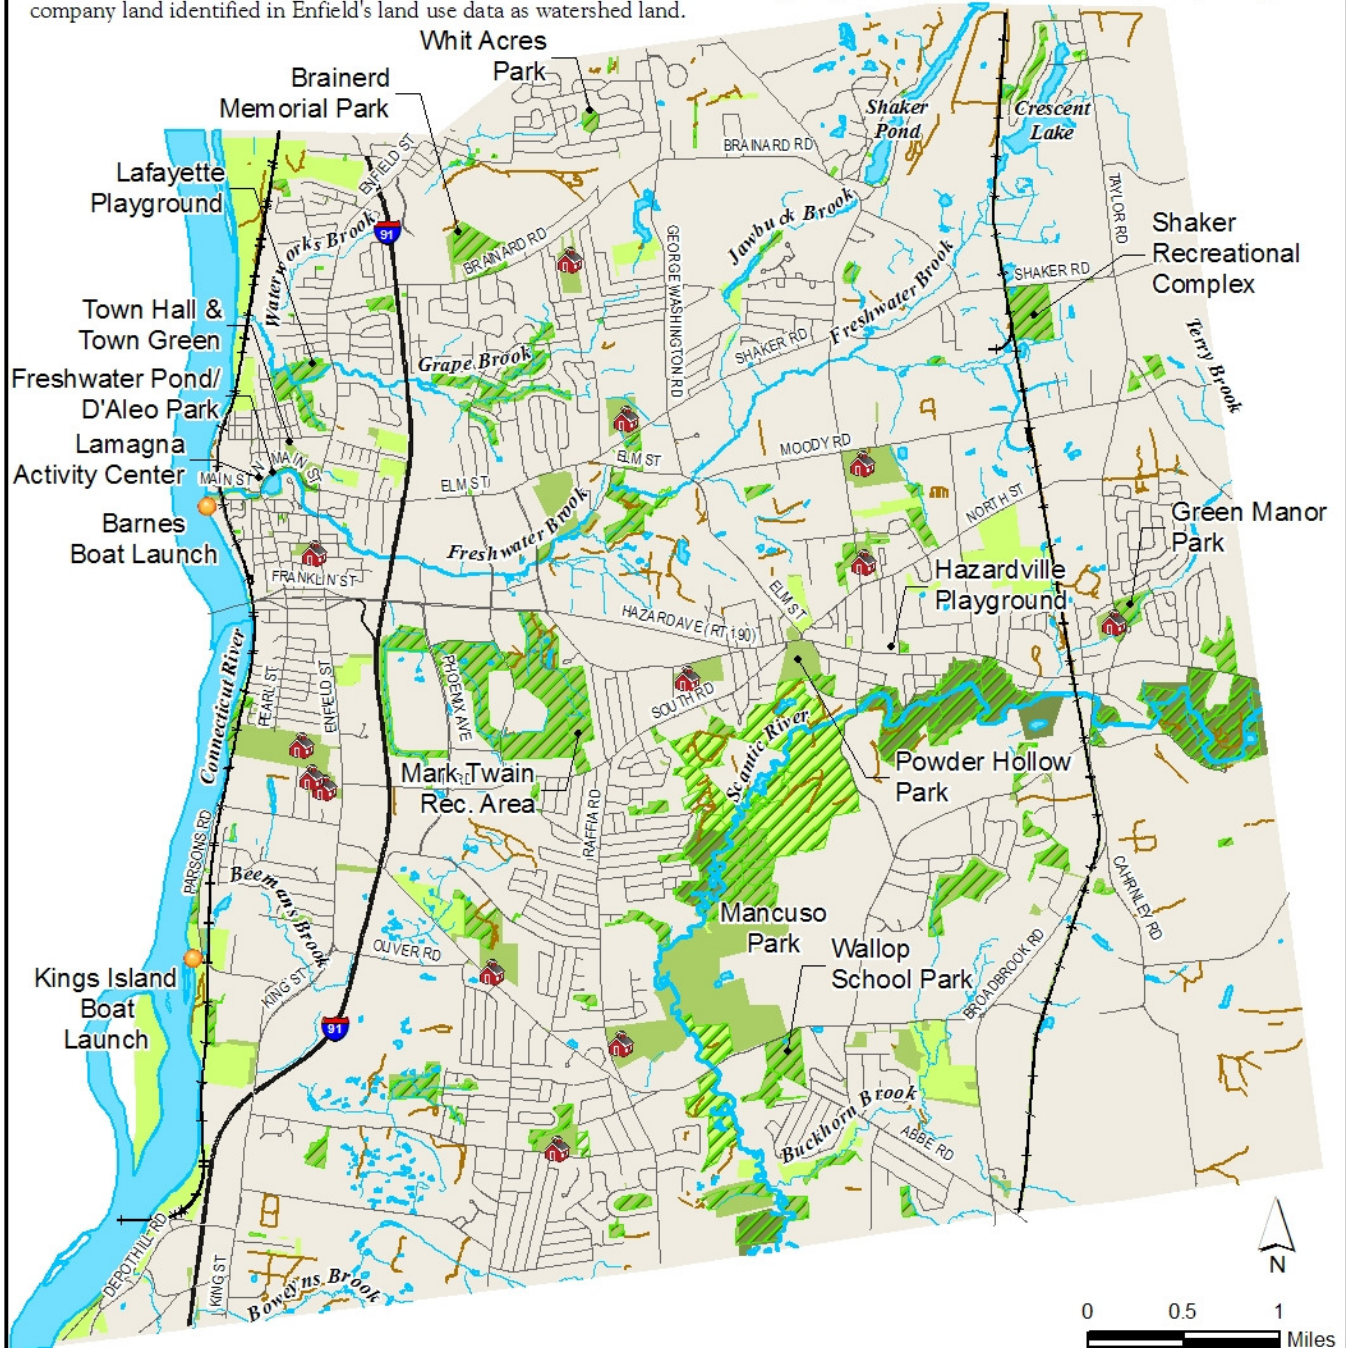 company land identified in Enfield's land use data as watershed land.
Whit Acres
Park
Brainerd
Memorial Park
Shaker
Pond
Crescent
Lake
ENFIELD ST
BRAINARD RD
Lafayette
Playground
TAYLOR RD
Waterworks Brook
91
BRAINARD RD
GEORGE WASHINGTON RD
Jawbuck Brook
Shaker
Recreational
Complex
SHAKER RD
Freshwater Brook
Town Hall &
Town Green
Terry Brook
Grape Brook
SHAKER RD
Freshwater Pond/
D'Aleo Park
Lamagna
Activity Center
MAIN ST
N MAIN ST
ELM ST
ELM ST
MOODY RD
NORTH ST
Barnes
Boat Launch
Freshwater Brook
Green Manor
Park
FRANKLIN ST
ELM ST
Hazardville
Playground
HAZARD AVE (RT 190)
Connecticut River
PEARL ST
ENFIELD ST
PHOENIX AVE
SOUTH RD
Scantic River
Mark Twain
Rec. Area
Powder Hollow
Park
RAFFIA RD
PARSONS RD
Beemans Brook
CAHRNLEY RD
Mancuso
Park
Wallop
School Park
OLIVER RD
BROADBROOK RD
Kings Island
Boat
Launch
KING ST
91
Buckhorn Brook
ABBE RD
DEPOT HILL RD
KING ST
Boweyns Brook
N
0 0.5 1
Miles